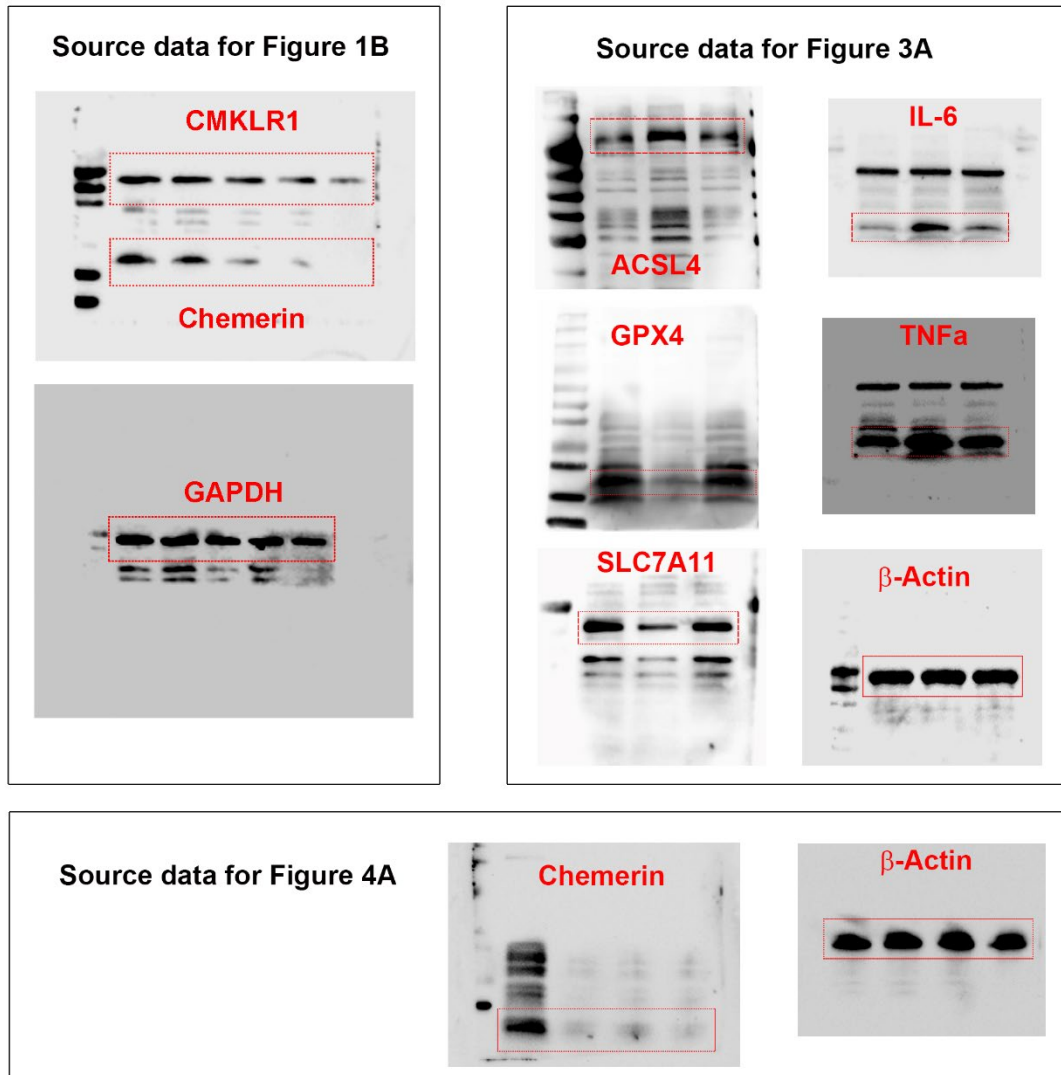 Source data for Figure 1B
CMKLR1
Chemerin
GAPDH
Source data for Figure 3A
ACSL4
IL-6
GPX4
TNFa
SLC7A11
β-Actin
Source data for Figure 4A
Chemerin
β-Actin